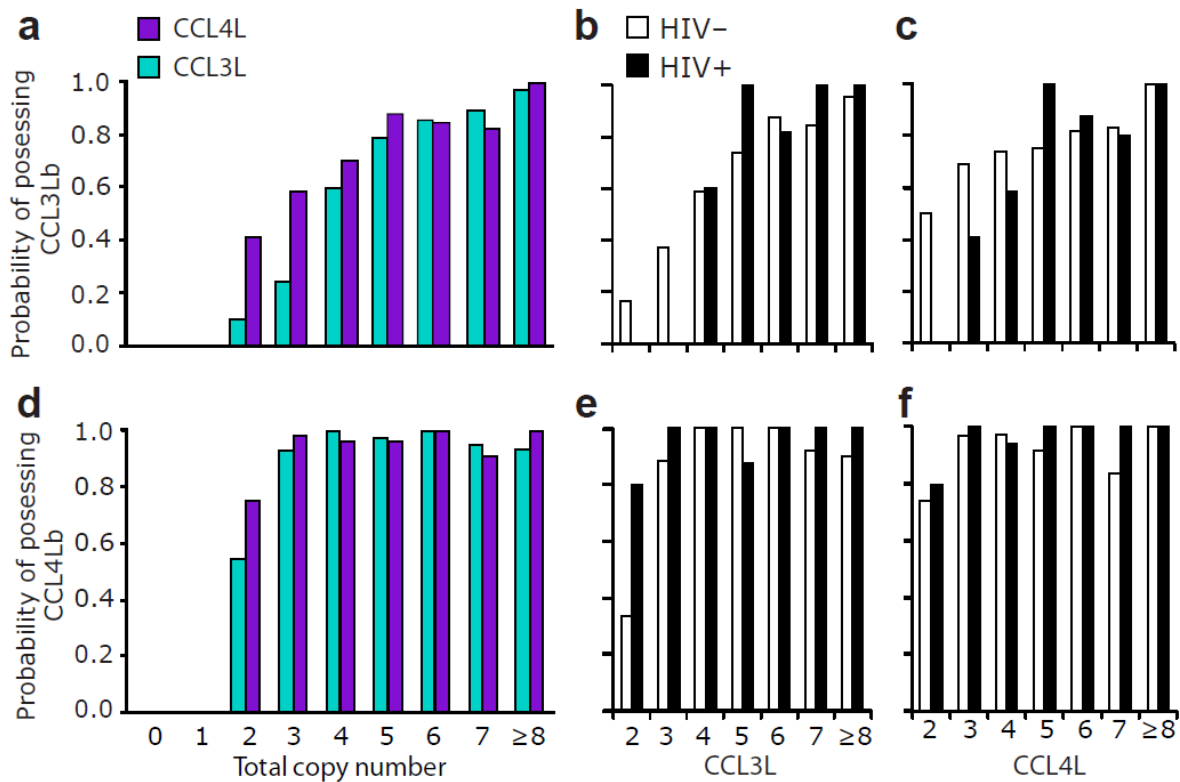 a CCL4L b HIV− c
CCL3L HIV+
Probability of posessing
CCL3Lb
1.0
0.8
0.6
0.4
0.2
0.0
d e f
Probability of posessing
CCL4Lb
1.0
0.8
0.6
0.4
0.2
0.0
0 1 2 3 4 5 6 7 ≥8 2 3 4 5 6 7 ≥8 2 3 4 5 6 7 ≥8
Total copy number CCL3L CCL4L